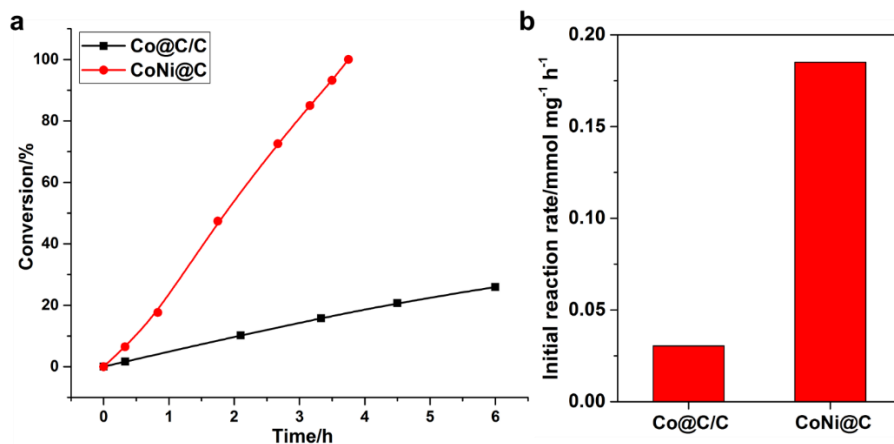 a
Co@C/C
CoNi@C
100
80
60
40
20
0
Conversion/%
0 1 2 3 4 5 6
Time/h
b
0.20
0.15
0.10
0.05
0.00
Initial reaction rate/mmol mg⁻¹ h⁻¹
Co@C/C CoNi@C